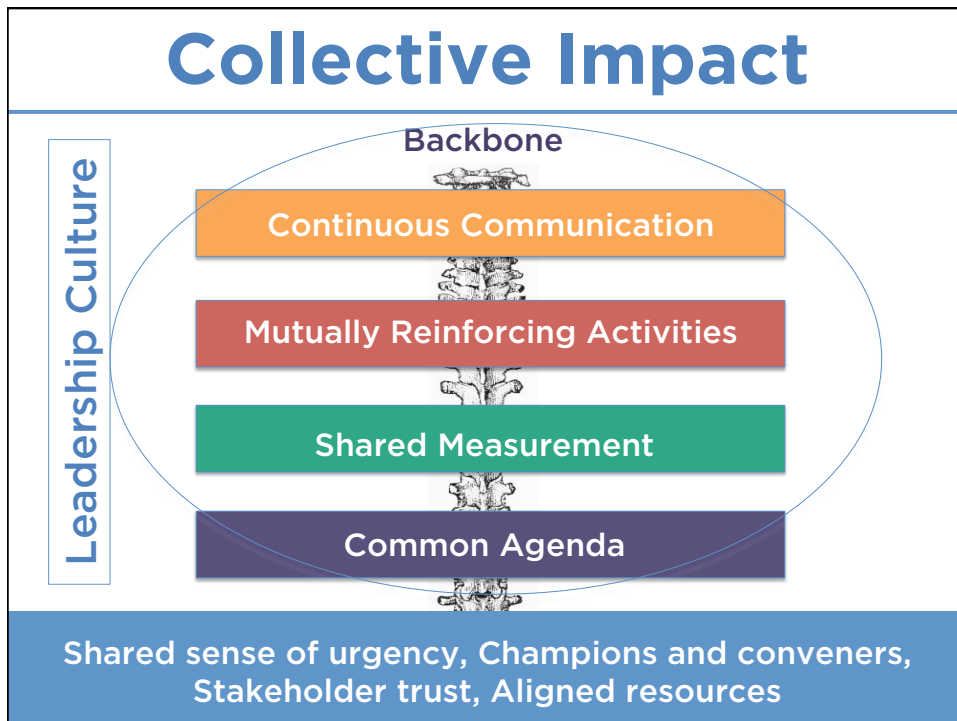 Collective Impact
Leadership Culture
Backbone
Continuous Communication
Mutually Reinforcing Activities
Shared Measurement
Common Agenda
Shared sense of urgency, Champions and conveners,
Stakeholder trust, Aligned resources